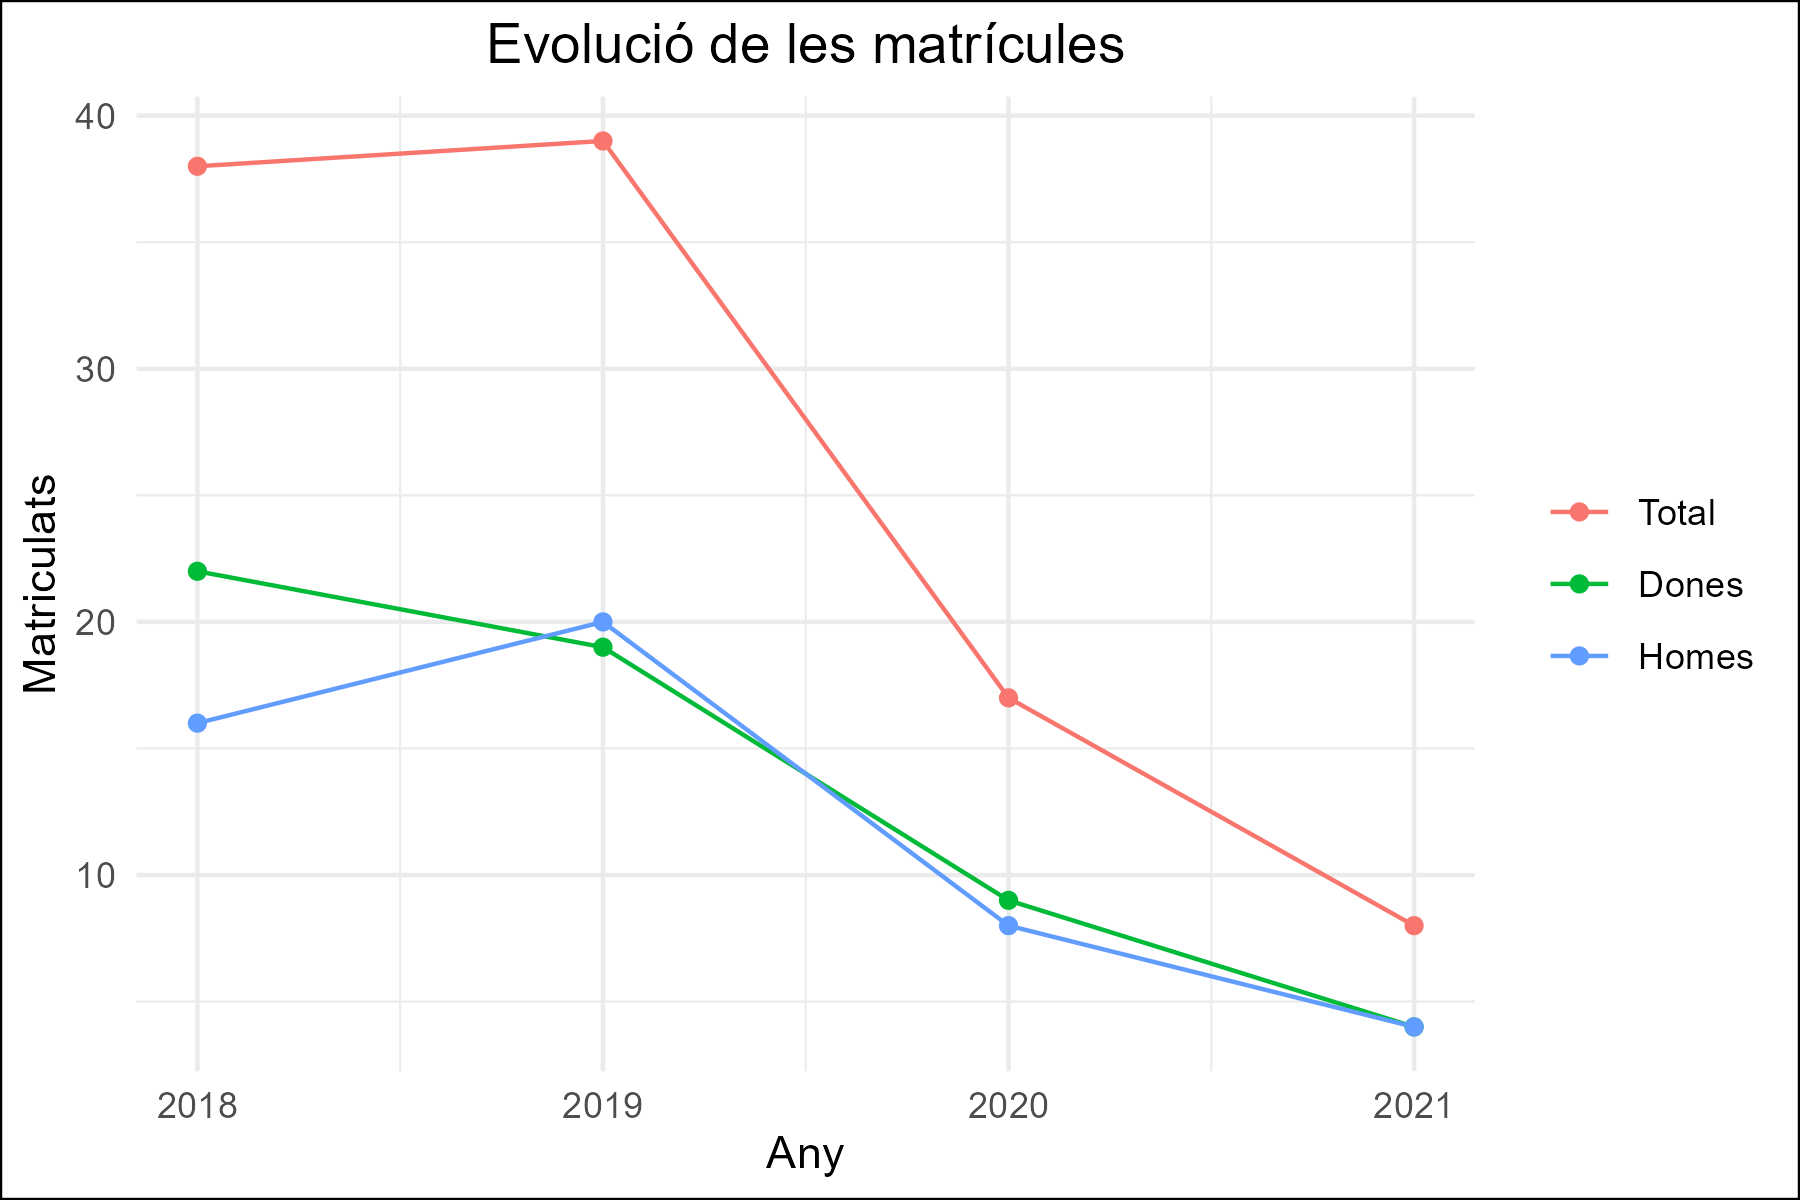 Evolució de les matrícules
40
30
20
10
Matriculats
2018 2019 2020 2021
Any
Total
Dones
Homes